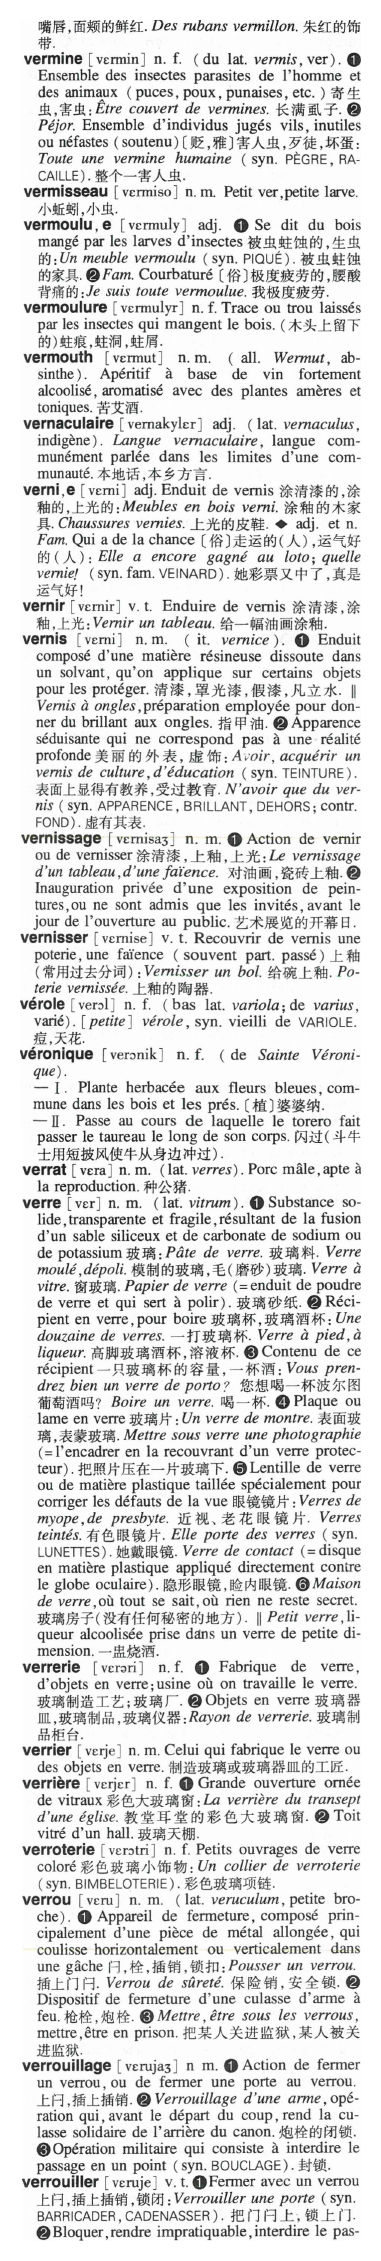 嘴唇,面颊的鲜红. Des rubans vermillon. 朱红的饰
带.
vermine [vɛrmin] n. f. (du lat. vermis, ver). ❶
Ensemble des insectes parasites de l'homme et
des animaux (puces, poux, punaises, etc.) 寄生
虫,害虫:Être couvert de vermines. 长满虱子. ❷
Péjor. Ensemble d'individus jugés vils, inutiles
ou néfastes (soutenu)〔贬,雅〕害人虫,歹徒,坏蛋:
Toute une vermine humaine (syn. PÈGRE, RA-
CAILLE). 整个一害人虫.
vermisseau [vɛrmiso] n. m. Petit ver, petite larve.
小蚯蚓,小虫.
vermoulu, e [vɛrmuly] adj. ❶ Se dit du bois
mangé par les larves d'insectes 被虫蛀蚀的,生虫
的:Un meuble vermoulu (syn. PIQUÉ). 被虫蛀蚀
的家具. ❷ Fam. Courbaturé〔俗〕极度疲劳的,腰酸
背痛的:Je suis toute vermoulue. 我极度疲劳.
vermoulure [vɛrmulyr] n. f. Trace ou trou laissés
par les insectes qui mangent le bois. (木头上留下
的)蛀痕,蛀洞,蛀屑.
vermouth [vɛrmut] n. m. (all. Wermut, ab-
sinthe). Apéritif à base de vin fortement
alcoolisé, aromatisé avec des plantes amères et
toniques. 苦艾酒.
vernaculaire [vɛrnakylɛr] adj. (lat. vernaculus,
indigène). Langue vernaculaire, langue com-
munément parlée dans les limites d'une com-
munauté. 本地话,本乡方言.
verni, e [vɛrni] adj. Enduit de vernis 涂清漆的,涂
釉的,上光的:Meubles en bois verni. 涂釉的木家
具. Chaussures vernies. 上光的皮鞋. ◆ adj. et n.
Fam. Qui a de la chance〔俗〕走运的(人),运气好
的(人):Elle a encore gagné au loto; quelle
vernie! (syn. fam. VEINARD). 她彩票又中了,真是
运气好!
vernir [vɛrnir] v. t. Enduire de vernis 涂清漆,涂
釉,上光:Vernir un tableau. 给一幅油画涂釉.
vernis [vɛrni] n. m. (it. vernice). ❶ Enduit
composé d'une matière résineuse dissoute dans
un solvant, qu'on applique sur certains objets
pour les protéger. 清漆,罩光漆,假漆,凡立水. ‖
Vernis à ongles, préparation employée pour don-
ner du brillant aux ongles. 指甲油. ❷ Apparence
séduisante qui ne correspond pas à une réalité
profonde 美丽的外表,虚饰:Avoir, acquérir un
vernis de culture, d'éducation (syn. TEINTURE).
表面上显得有教养,受过教育. N'avoir que du ver-
nis (syn. APPARENCE, BRILLANT, DEHORS; contr.
FOND). 虚有其表.
vernissage [vɛrnisaʒ] n. m. ❶ Action de vernir
ou de vernisser 涂清漆,上釉,上光:Le vernissage
d'un tableau, d'une faïence. 对油画,瓷砖上釉. ❷
Inauguration privée d'une exposition de pein-
tures, ou ne sont admis que les invités, avant le
jour de l'ouverture au public. 艺术展览的开幕日.
vernisser [vɛrnise] v. t. Recouvrir de vernis une
poterie, une faïence (souvent part. passé) 上釉
(常用过去分词):Vernisser un bol. 给碗上釉. Po-
terie vernissée. 上釉的陶器.
vérole [verɔl] n. f. (bas lat. variola; de varius,
varié). [petite] vérole, syn. vieilli de VARIOLE.
痘,天花.
véronique [verɔnik] n. f. (de Sainte Véroni-
que).
— Ⅰ. Plante herbacée aux fleurs bleues, com-
mune dans les bois et les prés.〔植〕婆婆纳.
— Ⅱ. Passe au cours de laquelle le torero fait
passer le taureau le long de son corps. 闪过(斗牛
士用短披风使牛从身边冲过).
verrat [vɛra] n. m. (lat. verres). Porc mâle, apte à
la reproduction. 种公猪.
verre [vɛr] n. m. (lat. vitrum). ❶ Substance so-
lide, transparente et fragile, résultant de la fusion
d'un sable siliceux et de carbonate de sodium ou
de potassium 玻璃:Pâte de verre. 玻璃料. Verre
moulé, dépoli. 模制的玻璃,毛(磨砂)玻璃. Verre à
vitre. 窗玻璃. Papier de verre (= enduit de poudre
de verre et qui sert à polir). 玻璃砂纸. ❷ Réci-
pient en verre, pour boire 玻璃杯,玻璃酒杯:Une
douzaine de verres. 一打玻璃杯. Verre à pied, à
liqueur. 高脚玻璃酒杯,溶液杯. ❸ Contenu de ce
récipient 一只玻璃杯的容量,一杯酒:Vous pren-
drez bien un verre de porto? 您想喝一杯波尔图
葡萄酒吗? Boire un verre. 喝一杯. ❹ Plaque ou
lame en verre 玻璃片:Un verre de montre. 表面玻
璃,表蒙玻璃. Mettre sous verre une photographie
(= l'encadrer en la recouvrant d'un verre protec-
teur). 把照片压在一片玻璃下. ❺ Lentille de verre
ou de matière plastique taillée spécialement pour
corriger les défauts de la vue 眼镜镜片:Verres de
myope, de presbyte. 近视、老花眼镜片. Verres
teintés. 有色眼镜片. Elle porte des verres (syn.
LUNETTES). 她戴眼镜. Verre de contact (= disque
en matière plastique appliqué directement contre
le globe oculaire). 隐形眼镜,睑内眼镜. ❻ Maison
de verre, où tout se sait, où rien ne reste secret.
玻璃房子(没有任何秘密的地方). ‖ Petit verre, li-
queur alcoolisée prise dans un verre de petite di-
mension. 一盅烧酒.
verrerie [vɛrəri] n. f. ❶ Fabrique de verre,
d'objets en verre; usine où on travaille le verre.
玻璃制造工艺;玻璃厂. ❷ Objets en verre 玻璃器
皿,玻璃制品,玻璃仪器:Rayon de verrerie. 玻璃制
品柜台.
verrier [vɛrje] n. m. Celui qui fabrique le verre ou
des objets en verre. 制造玻璃或玻璃器皿的工匠.
verrière [vɛrjɛr] n. f. ❶ Grande ouverture ornée
de vitraux 彩色大玻璃窗:La verrière du transept
d'une église. 教堂耳堂的彩色大玻璃窗. ❷ Toit
vitré d'un hall. 玻璃天棚.
verroterie [vɛrɔtri] n. f. Petits ouvrages de verre
coloré 彩色玻璃小饰物:Un collier de verroterie
(syn. BIMBELOTERIE). 彩色玻璃项链.
verrou [vɛru] n. m. (lat. veruculum, petite bro-
che). ❶ Appareil de fermeture, composé prin-
cipalement d'une pièce de métal allongée, qui
coulisse horizontalement ou verticalement dans
une gâche 闩,栓,插销,锁扣:Pousser un verrou.
插上门闩. Verrou de sûreté. 保险销,安全锁. ❷
Dispositif de fermeture d'une culasse d'arme à
feu. 枪栓,炮栓. ❸ Mettre, être sous les verrous,
mettre, être en prison. 把某人关进监狱,某人被关
进监狱.
verrouillage [vɛrujaʒ] n m. ❶ Action de fermer
un verrou, ou de fermer une porte au verrou.
上闩,插上插销. ❷ Verrouillage d'une arme, opé-
ration qui, avant le départ du coup, rend la cu-
lasse solidaire de l'arrière du canon. 炮栓的闭锁.
❸ Opération militaire qui consiste à interdire le
passage en un point (syn. BOUCLAGE). 封锁.
verrouiller [vɛruje] v. t. ❶ Fermer avec un verrou
上闩,插上插销,锁闭:Verrouiller une porte (syn.
BARRICADER, CADENASSER). 把门闩上,锁上门.
❷ Bloquer, rendre impratiquable, interdire le pas-